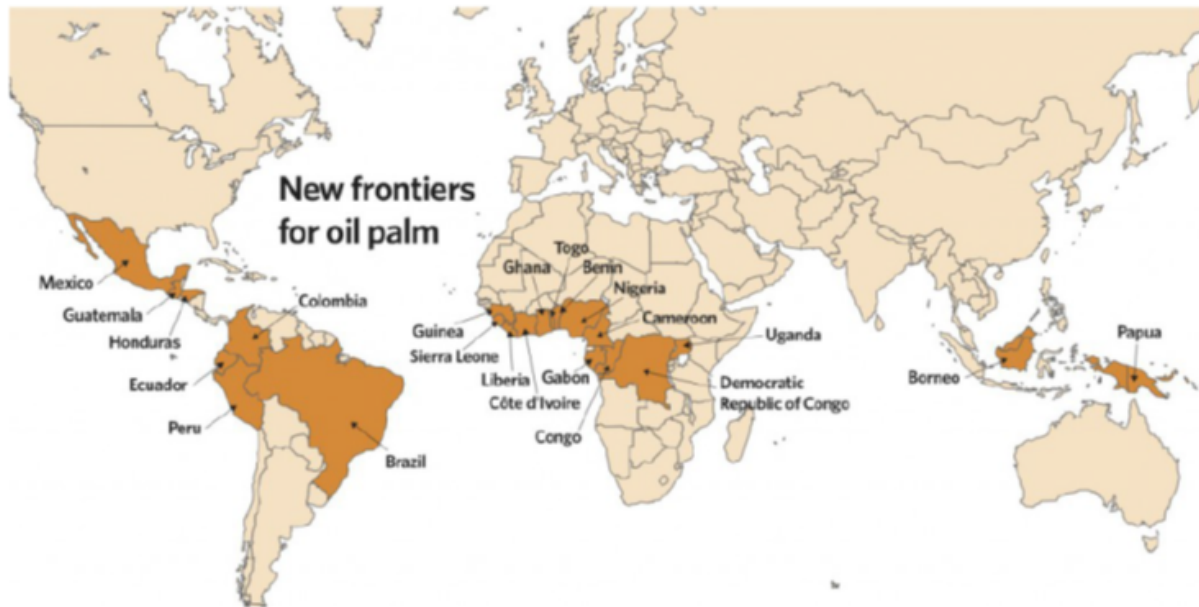 New frontiers
for oil palm
Mexico
Guatemala
Honduras
Colombia
Ecuador
Peru
Brazil
Togo
Ghana
Benin
Nigeria
Guinea
Cameroon
Uganda
Sierra Leone
Liberia
Gabon
Côte d'Ivoire
Democratic
Republic of Congo
Congo
Papua
Borneo